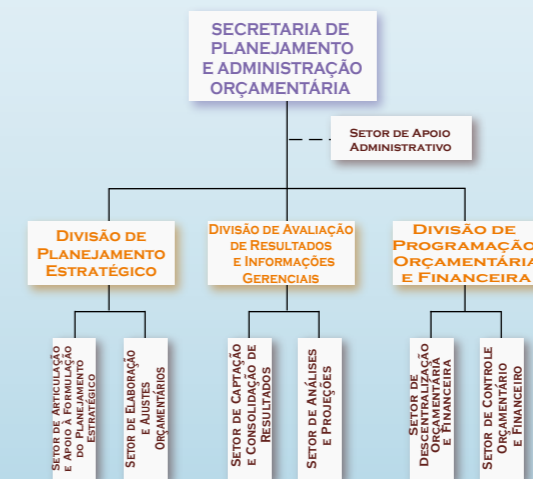 SECRETARIA DE
PLANEJAMENTO
E ADMINISTRAÇÃO
ORÇAMENTÁRIA
SETOR DE APOIO
ADMINISTRATIVO
DIVISÃO DE
PLANEJAMENTO
ESTRATÉGICO
DIVISÃO DE AVALIAÇÃO
DE RESULTADOS
E INFORMAÇÕES
GERENCIAIS
DIVISÃO DE
PROGRAMAÇÃO
ORÇAMENTÁRIA
E FINANCEIRA
SETOR DE ARTICULAÇÃO
E APOIO À FORMULAÇÃO
DO PLANEJAMENTO
ESTRATÉGICO
SETOR DE ELABORAÇÃO
E AJUSTES
ORÇAMENTÁRIOS
SETOR DE CAPTAÇÃO
E CONSOLIDAÇÃO DE
RESULTADOS
SETOR DE ANÁLISES
E PROJEÇÕES
SETOR DE
DESCENTRALIZAÇÃO
ORÇAMENTÁRIA
E FINANCEIRA
SETOR DE CONTROLE
ORÇAMENTÁRIO
E FINANCEIRO